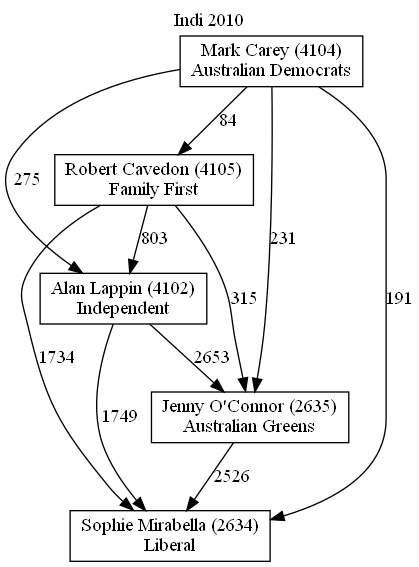 Indi 2010
Mark Carey (4104)
Australian Democrats
84
Robert Cavedon (4105)
Family First
275
803
231
Alan Lappin (4102)
Independent
315
191
1734
2653
1749
Jenny O'Connor (2635)
Australian Greens
2526
Sophie Mirabella (2634)
Liberal